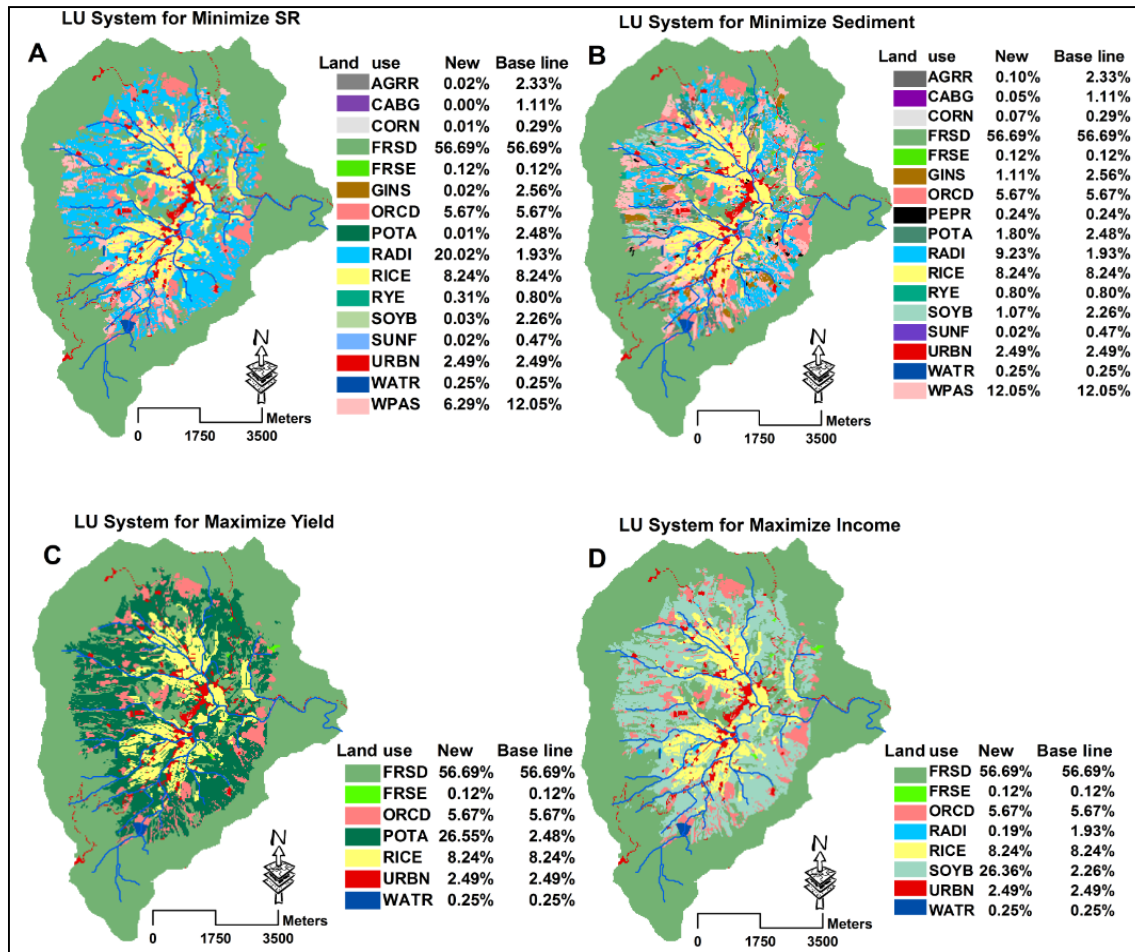 LU System for Minimize SR
A
Land use New Base line
AGRR 0.02% 2.33%
CABG 0.00% 1.11%
CORN 0.01% 0.29%
FRSD 56.69% 56.69%
FRSE 0.12% 0.12%
GINS 0.02% 2.56%
ORCD 5.67% 5.67%
POTA 0.01% 2.48%
RADI 20.02% 1.93%
RICE 8.24% 8.24%
RYE 0.31% 0.80%
SOYB 0.03% 2.26%
SUNF 0.02% 0.47%
URBN 2.49% 2.49%
WATR 0.25% 0.25%
WPAS 6.29% 12.05%
N
Meters
0 1750 3500
LU System for Minimize Sediment
B
Land use New Base line
AGRR 0.10% 2.33%
CABG 0.05% 1.11%
CORN 0.07% 0.29%
FRSD 56.69% 56.69%
FRSE 0.12% 0.12%
GINS 1.11% 2.56%
ORCD 5.67% 5.67%
PEPR 0.24% 0.24%
POTA 1.80% 2.48%
RADI 9.23% 1.93%
RICE 8.24% 8.24%
RYE 0.80% 0.80%
SOYB 1.07% 2.26%
SUNF 0.02% 0.47%
URBN 2.49% 2.49%
WATR 0.25% 0.25%
WPAS 12.05% 12.05%
N
Meters
0 1750 3500
LU System for Maximize Yield
C
Land use New Base line
FRSD 56.69% 56.69%
FRSE 0.12% 0.12%
ORCD 5.67% 5.67%
POTA 26.55% 2.48%
RICE 8.24% 8.24%
URBN 2.49% 2.49%
WATR 0.25% 0.25%
N
Meters
0 1750 3500
LU System for Maximize Income
D
Land use New Base line
FRSD 56.69% 56.69%
FRSE 0.12% 0.12%
ORCD 5.67% 5.67%
RADI 0.19% 1.93%
RICE 8.24% 8.24%
SOYB 26.36% 2.26%
URBN 2.49% 2.49%
WATR 0.25% 0.25%
N
Meters
0 1750 3500